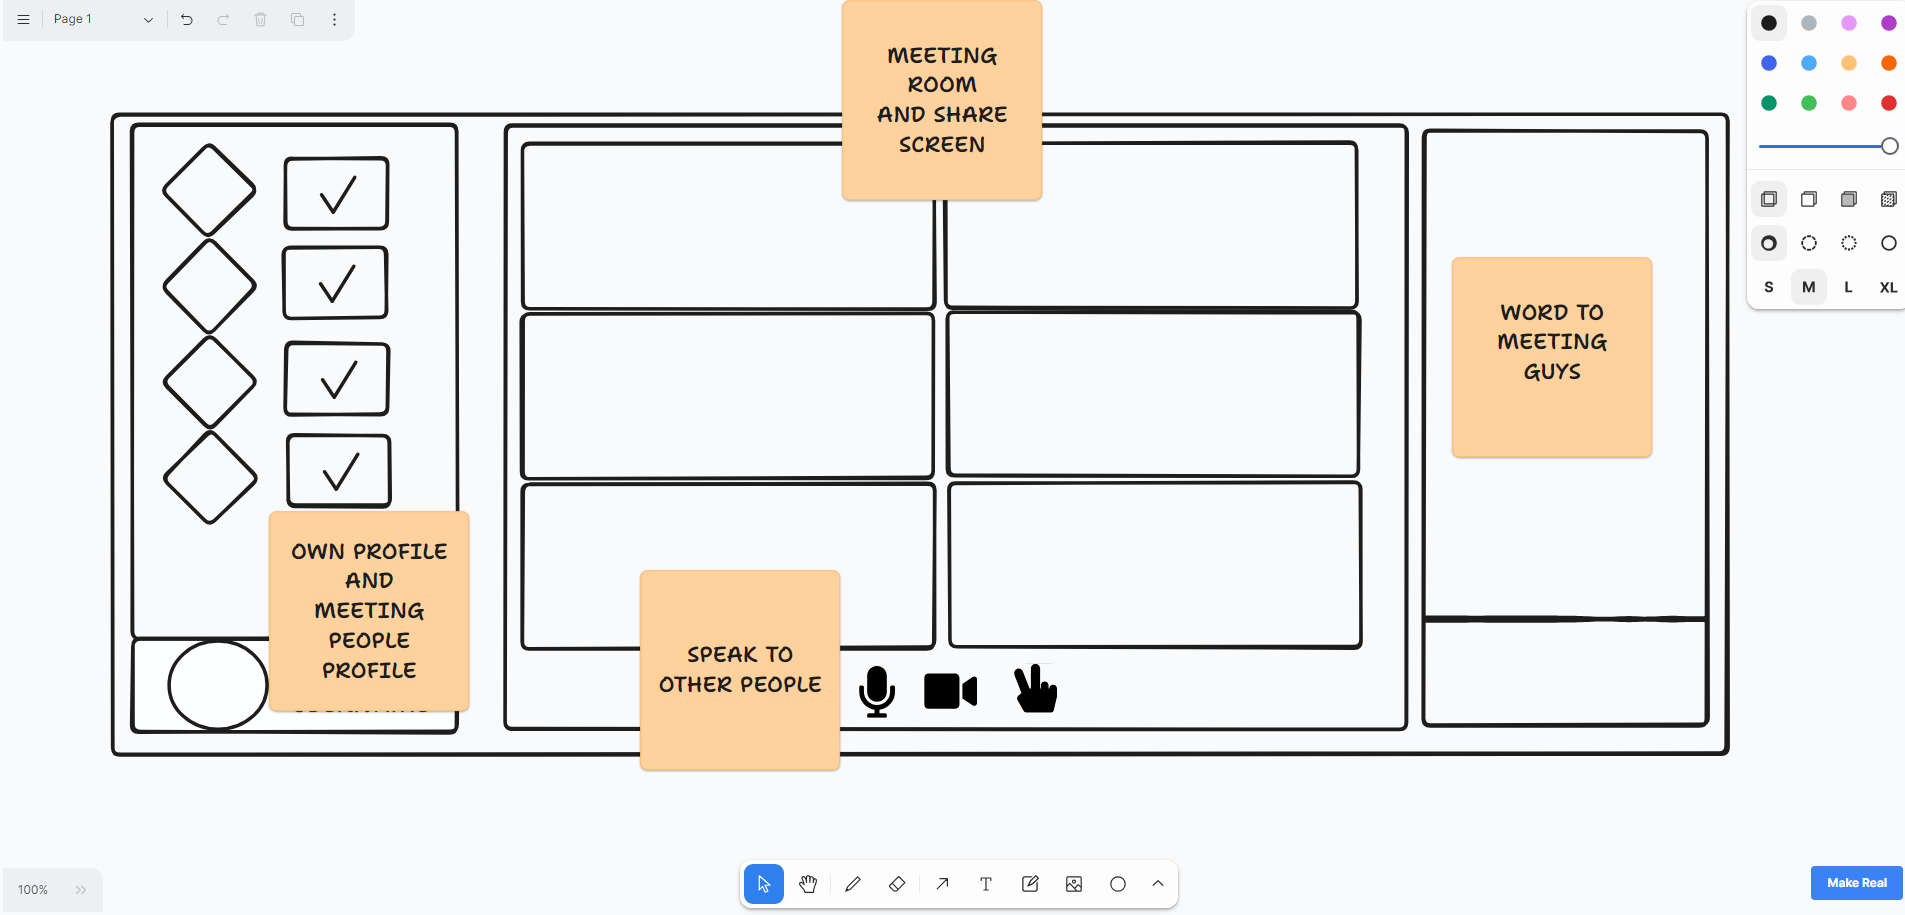 Page 1
MEETING
ROOM
AND SHARE
SCREEN
WORD TO
MEETING
GUYS
S M L XL
OWN PROFILE
AND
MEETING
PEOPLE
PROFILE
SPEAK TO
OTHER PEOPLE
100%
T
Make Real